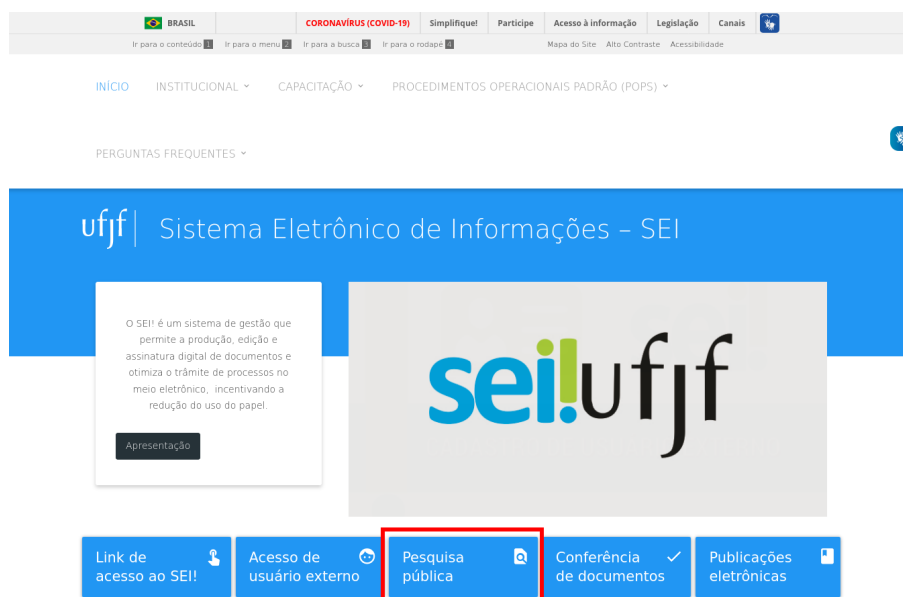 BRASIL CORONAVÍRUS (COVID-19) Simplifique! Participe Acesso à informação Legislação Canais
Ir para o conteúdo 1 Ir para o menu 2 Ir para a busca 3 Ir para o rodapé 4 Mapa do Site Alto Contraste Acessibilidade
INÍCIO INSTITUCIONAL CAPACITAÇÃO PROCEDIMENTOS OPERACIONAIS PADRÃO (POPS)
PERGUNTAS FREQUENTES
ufjf Sistema Eletrônico de Informações – SEI
O SEI! é um sistema de gestão que
permite a produção, edição e
assinatura digital de documentos e
otimiza o trâmite de processos no
meio eletrônico; incentivando a
redução do uso do papel.
Apresentação
sei!ufjf
Link de
acesso ao SEI!
Acesso de
usuário externo
Pesquisa
pública
Conferência
de documentos
Publicações
eletrônicas